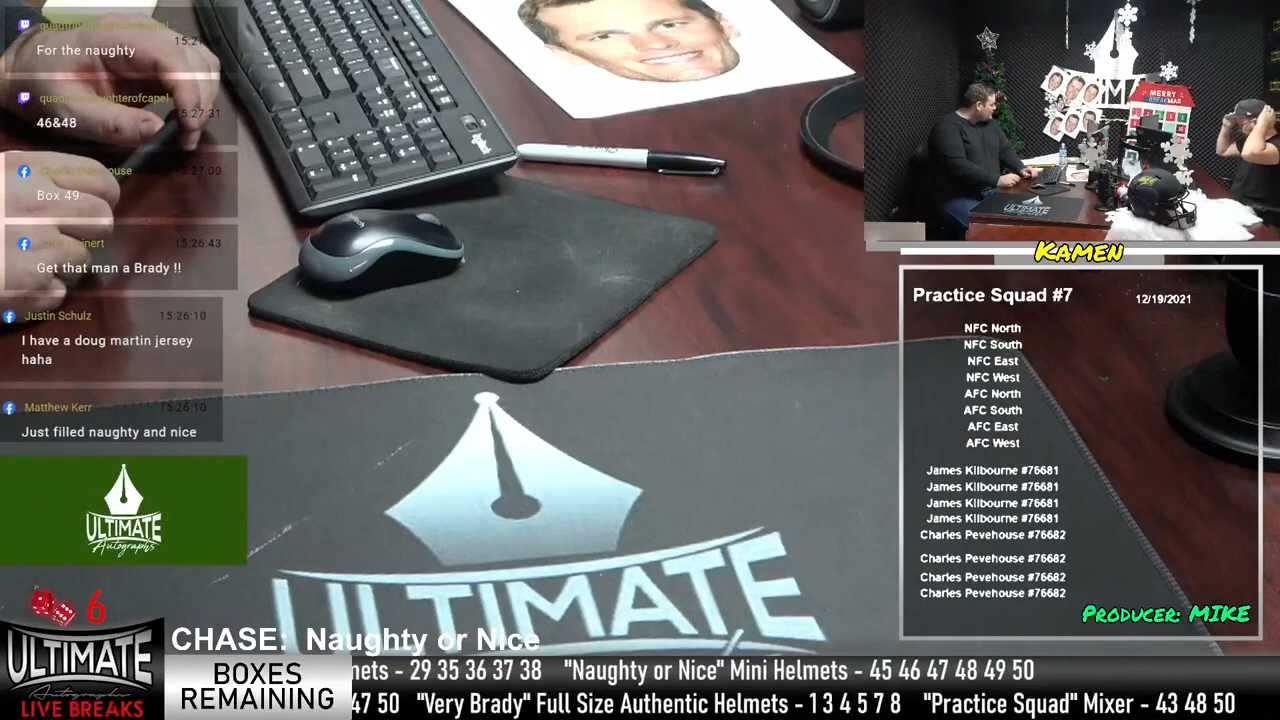 For the naughty
46&48
15:27:31
15:27:00
Box 49
15:26:43
Get that man a Brady !!
Justin Schulz 15:26:10
I have a doug martin jersey
haha
Matthew Kerr 15:26:10
Just filled naughty and nice
ULTIMATE
Autographs
6
ULTIMATE
Autographs
LIVE BREAKS
CHASE: Naughty or Nice
BOXES
REMAINING
mets - 29 35 36 37 38 "Naughty or Nice" Mini Helmets - 45 46 47 48 49 50
47 50 "Very Brady" Full Size Authentic Helmets - 1 3 4 5 7 8 "Practice Squad" Mixer - 43 48 50
ULTIMATE
MERRY
BREAKMAS
ULTIMATE
KAMEN
Practice Squad #7 12/19/2021
NFC North
NFC South
NFC East
NFC West
AFC North
AFC South
AFC East
AFC West
James Kilbourne #76681
James Kilbourne #76681
James Kilbourne #76681
James Kilbourne #76681
Charles Pevehouse #76682
Charles Pevehouse #76682
Charles Pevehouse #76682
Charles Pevehouse #76682
PRODUCER: MIKE